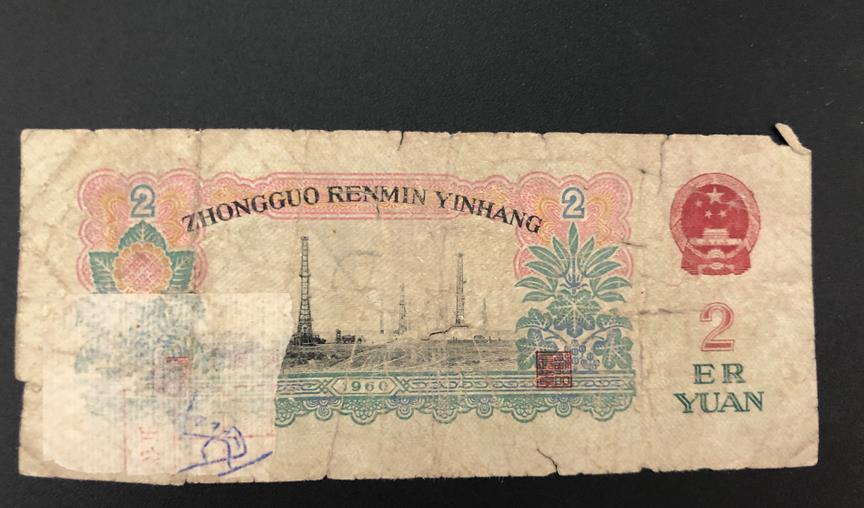 2 2
ZHONGGUO RENMIN YINHANG
2
1960
ER
YUAN